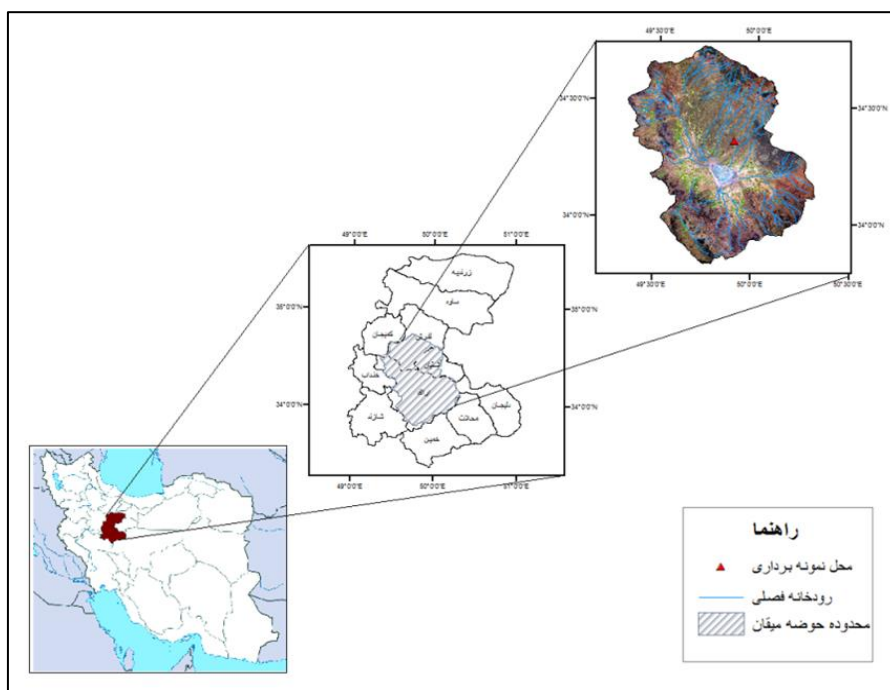 49°30'0"E 50°0'0"E
34°30'0"N 34°30'0"N
34°0'0"N 34°0'0"N
49°30'0"E 50°0'0"E 50°30'0"E
49°0'0"E 50°0'0"E 51°0'0"E
زرندیه
ساوه
35°0'0"N 35°0'0"N
تفرش
کمیجان
خنداب
اراک
34°0'0"N 34°0'0"N
شازند
محلات
دلیجان
خمین
49°0'0"E 50°0'0"E 51°0'0"E
راهنما
محل نمونه برداری
رودخانه فصلی
محدوده حوضه میقان